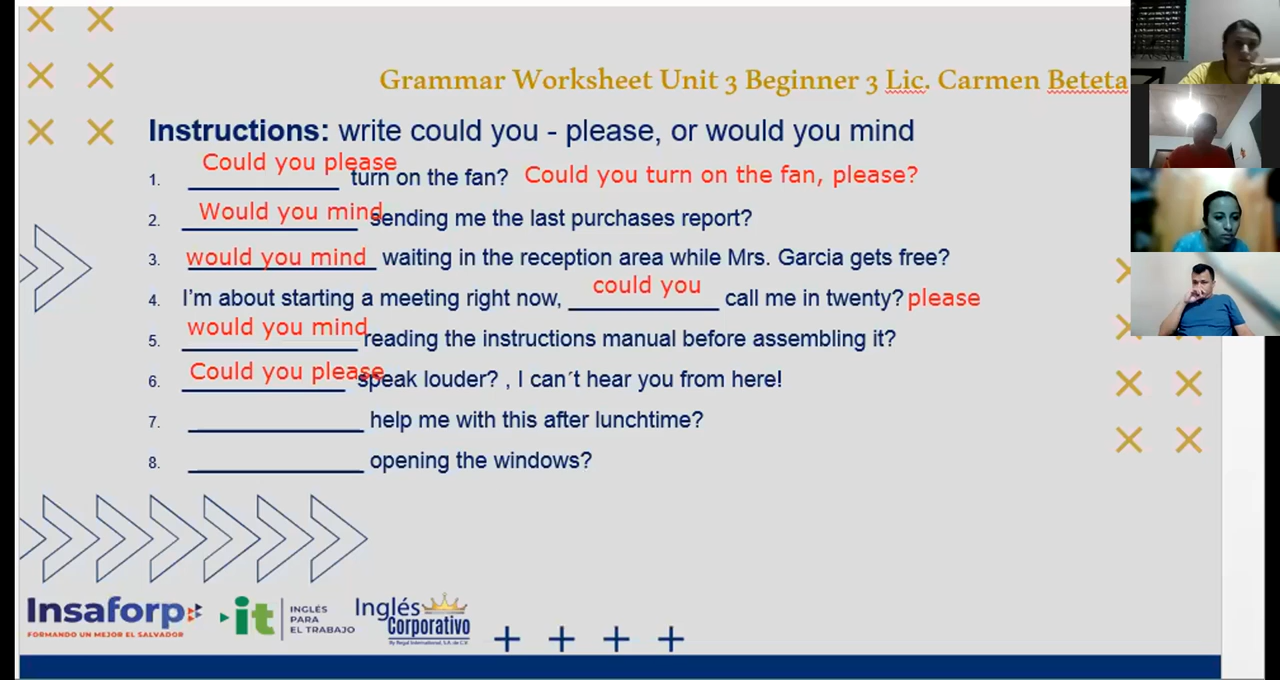 Grammar Worksheet Unit 3 Beginner 3 Lic. Carmen Beteta
Instructions: write could you - please, or would you mind
1. Could you please turn on the fan? Could you turn on the fan, please?
2. Would you mind sending me the last purchases report?
3. would you mind waiting in the reception area while Mrs. Garcia gets free?
4. I'm about starting a meeting right now, could you call me in twenty? please
5. would you mind reading the instructions manual before assembling it?
6. Could you please speak louder? , I can´t hear you from here!
7. ______________ help me with this after lunchtime?
8. ______________ opening the windows?
Insaforp
FORMANDO UN MEJOR EL SALVADOR
it
INGLÉS
PARA
EL TRABAJO
Inglés
Corporativo